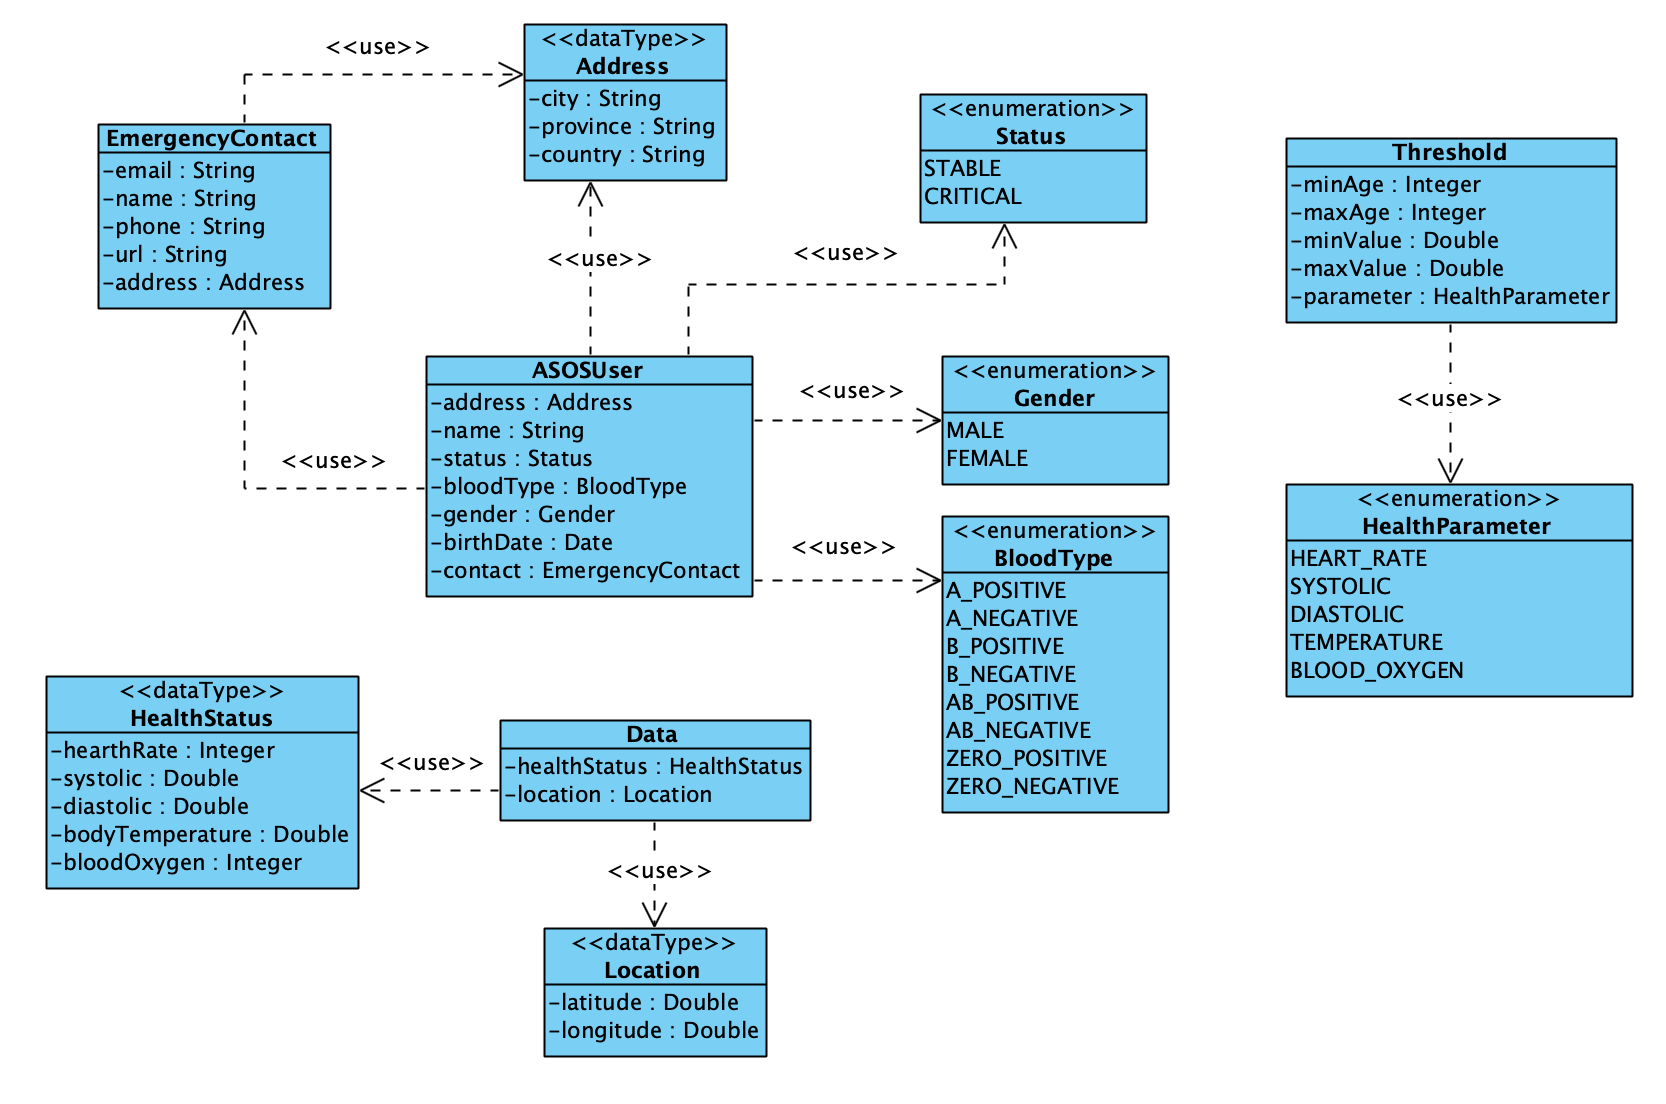 <<use>>
<<dataType>>
Address
-city : String
-province : String
-country : String
EmergencyContact
-email : String
-name : String
-phone : String
-url : String
-address : Address
<<enumeration>>
Status
STABLE
CRITICAL
Threshold
-minAge : Integer
-maxAge : Integer
-minValue : Double
-maxValue : Double
-parameter : HealthParameter
<<use>>
<<use>>
<<use>>
ASOSUser
-address : Address
-name : String
-status : Status
-bloodType : BloodType
-gender : Gender
-birthDate : Date
-contact : EmergencyContact
<<use>>
<<enumeration>>
Gender
MALE
FEMALE
<<use>>
<<use>>
<<enumeration>>
HealthParameter
HEART_RATE
SYSTOLIC
DIASTOLIC
TEMPERATURE
BLOOD_OXYGEN
<<use>>
<<enumeration>>
BloodType
A_POSITIVE
A_NEGATIVE
B_POSITIVE
B_NEGATIVE
AB_POSITIVE
AB_NEGATIVE
ZERO_POSITIVE
ZERO_NEGATIVE
<<dataType>>
HealthStatus
-hearthRate : Integer
-systolic : Double
-diastolic : Double
-bodyTemperature : Double
-bloodOxygen : Integer
<<use>>
Data
-healthStatus : HealthStatus
-location : Location
<<use>>
<<dataType>>
Location
-latitude : Double
-longitude : Double